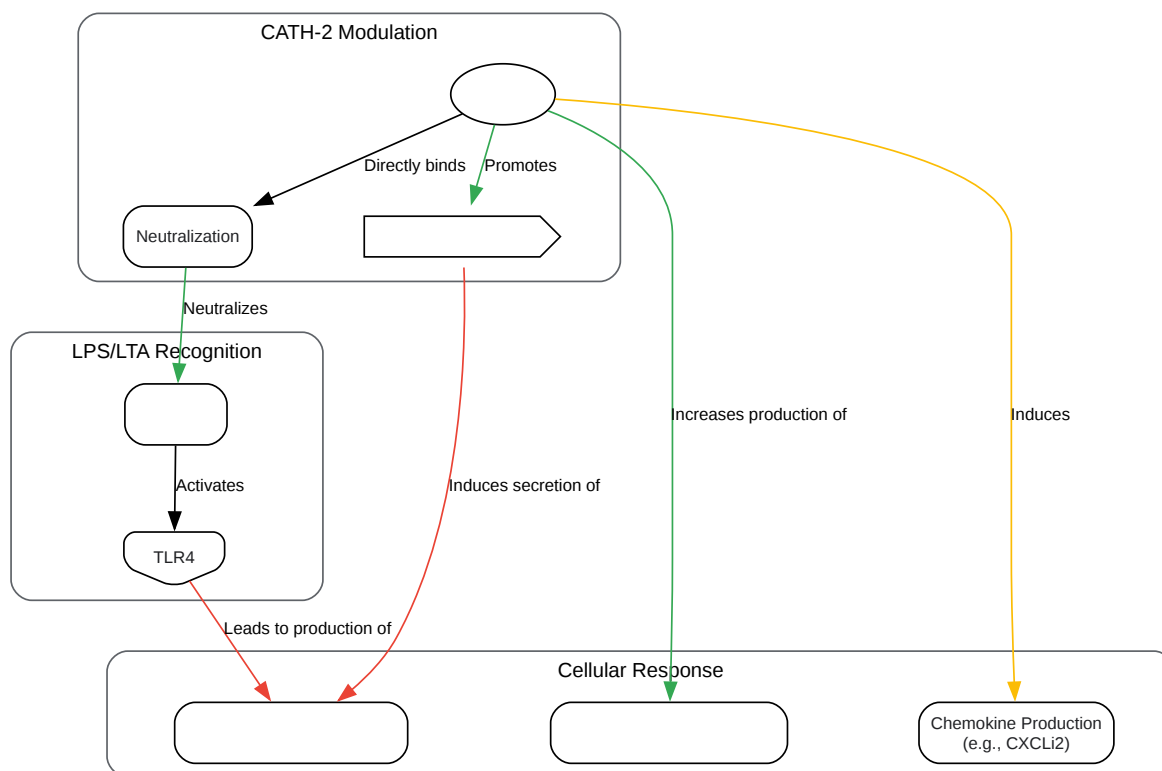 CATH-2 Modulation
Directly binds
Promotes
Neutralization
Neutralizes
LPS/LTA Recognition
Increases production of
Induces
Activates
Induces secretion of
TLR4
Leads to production of
Cellular Response
Chemokine Production
(e.g., CXCLi2)